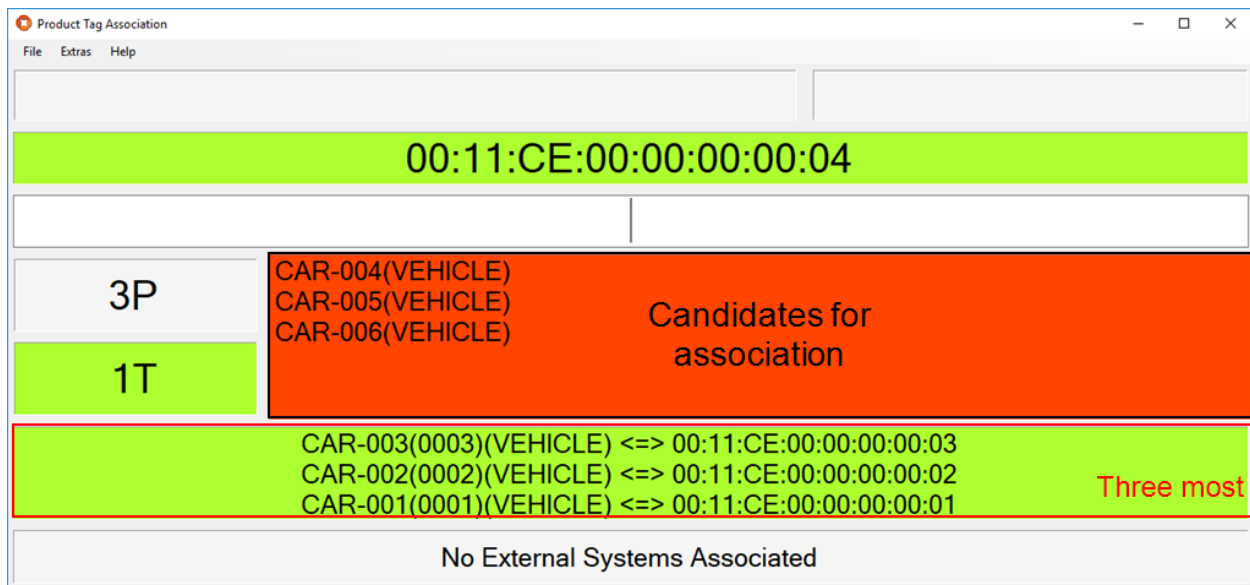 Product Tag Association
File Extras Help
00:11:CE:00:00:00:00:04
3P
1T
CAR-004(VEHICLE)
CAR-005(VEHICLE)
CAR-006(VEHICLE)
Candidates for
association
CAR-003(0003)(VEHICLE) <=> 00:11:CE:00:00:00:00:03
CAR-002(0002)(VEHICLE) <=> 00:11:CE:00:00:00:00:02
CAR-001(0001)(VEHICLE) <=> 00:11:CE:00:00:00:00:01
Three most
No External Systems Associated